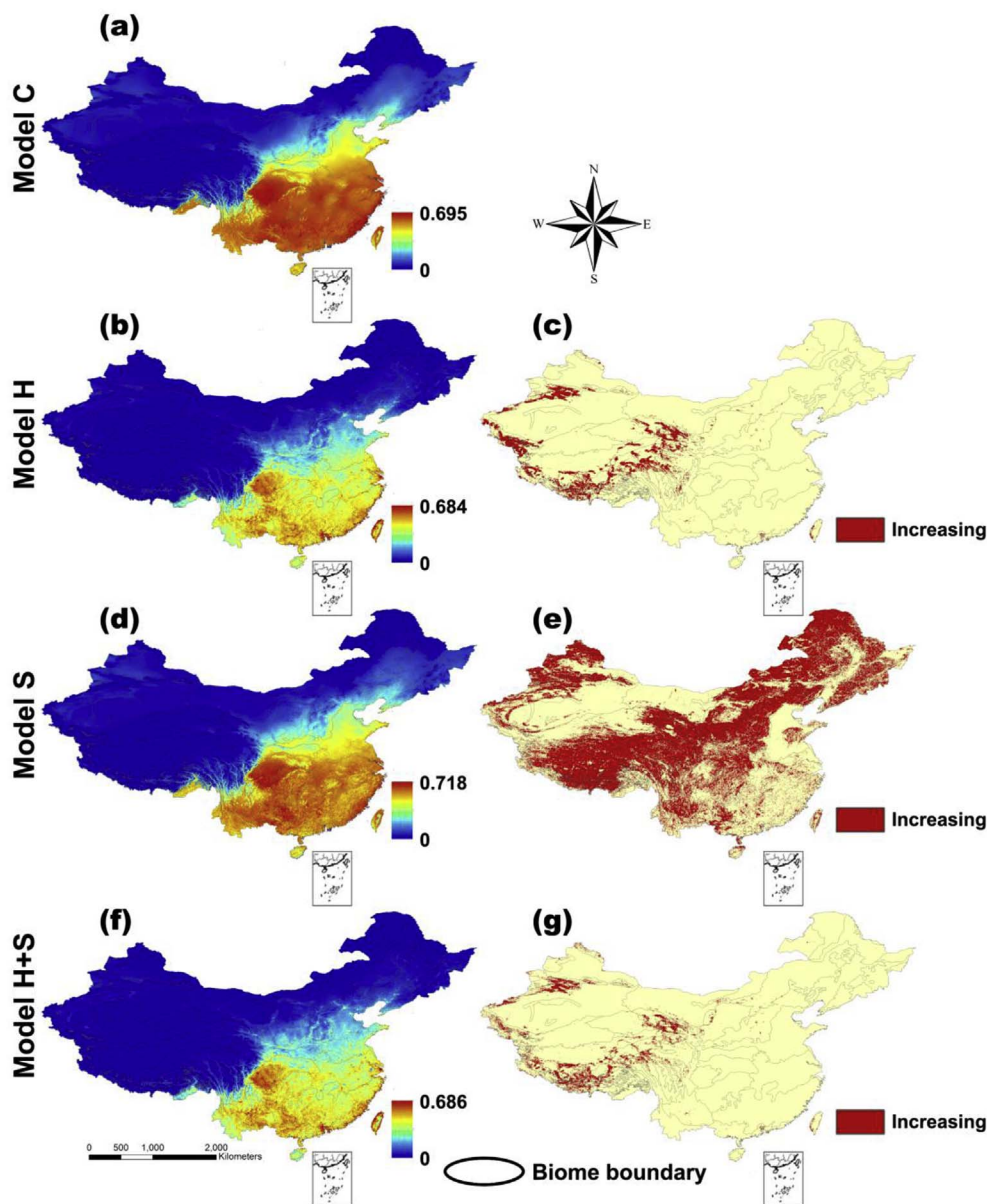 (a)
Model C
0.695
0
N
W
E
S
(b)
(c)
Model H
0.684
0
Increasing
(d)
(e)
Model S
0.718
0
Increasing
(f)
(g)
Model H+S
0.686
0
Increasing
0 500 1,000 2,000
Kilometers
Biome boundary